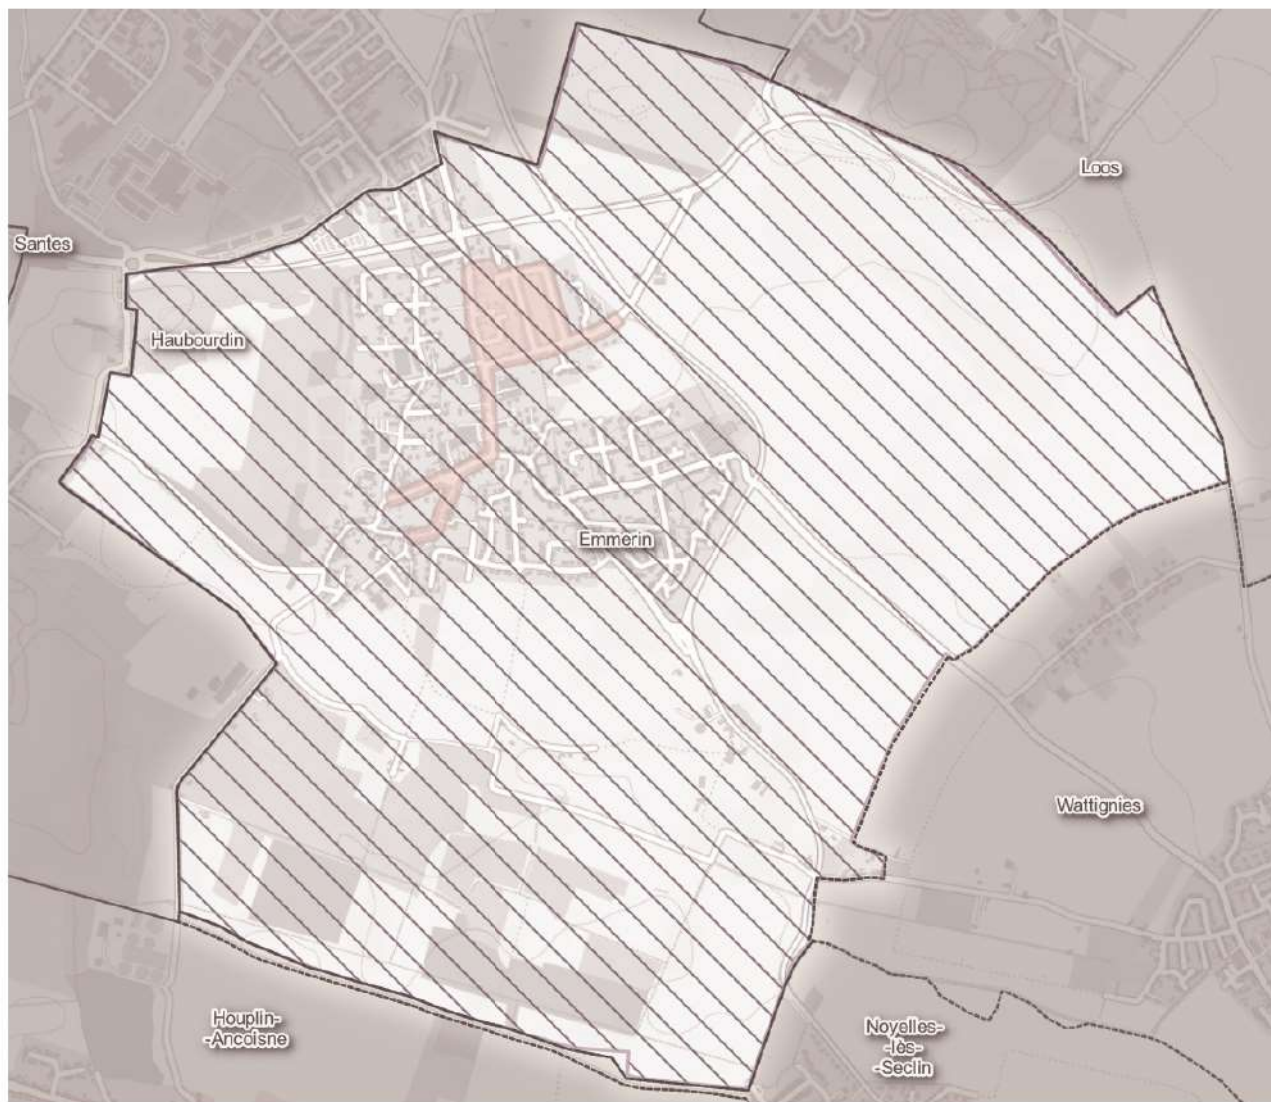 Loos
Santes
Haubourdin
Emmerin
Wattignies
Houplin-
-Ancoisne
Noyelles-
-lès-
-Seclin